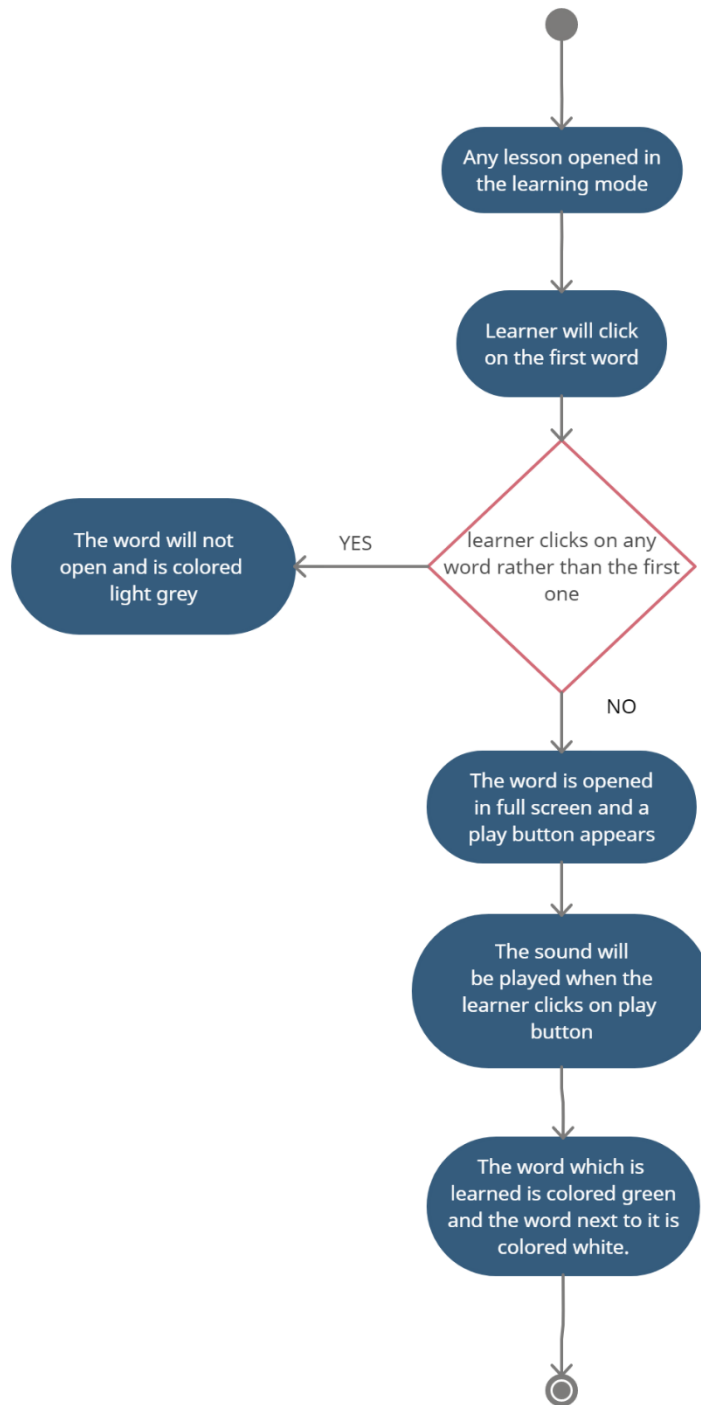 Any lesson opened in
the learning mode
Learner will click
on the first word
learner clicks on any
word rather than the first
one
YES
The word will not
open and is colored
light grey
NO
The word is opened
in full screen and a
play button appears
The sound will
be played when the
learner clicks on play
button
The word which is
learned is colored green
and the word next to it is
colored white.